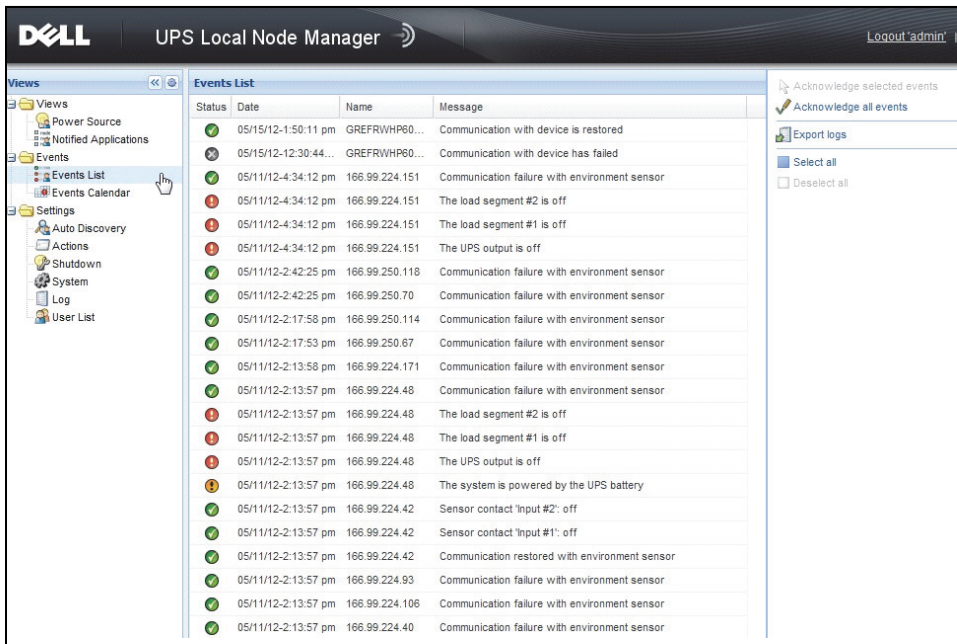 DELL
UPS Local Node Manager
Logout 'admin'
Views
Views
Power Source
Notified Applications
Events
Events List
Events Calendar
Settings
Auto Discovery
Actions
Shutdown
System
Log
User List
Events List
Status Date Name Message
05/15/12-1:50:11 pm GREFRWHP60... Communication with device is restored
05/15/12-12:30:44... GREFRWHP60... Communication with device has failed
05/11/12-4:34:12 pm 166.99.224.151 Communication failure with environment sensor
05/11/12-4:34:12 pm 166.99.224.151 The load segment #2 is off
05/11/12-4:34:12 pm 166.99.224.151 The load segment #1 is off
05/11/12-4:34:12 pm 166.99.224.151 The UPS output is off
05/11/12-2:42:25 pm 166.99.250.118 Communication failure with environment sensor
05/11/12-2:42:25 pm 166.99.250.70 Communication failure with environment sensor
05/11/12-2:17:58 pm 166.99.250.114 Communication failure with environment sensor
05/11/12-2:17:53 pm 166.99.250.67 Communication failure with environment sensor
05/11/12-2:13:58 pm 166.99.224.171 Communication failure with environment sensor
05/11/12-2:13:57 pm 166.99.224.48 Communication failure with environment sensor
05/11/12-2:13:57 pm 166.99.224.48 The load segment #2 is off
05/11/12-2:13:57 pm 166.99.224.48 The load segment #1 is off
05/11/12-2:13:57 pm 166.99.224.48 The UPS output is off
05/11/12-2:13:57 pm 166.99.224.48 The system is powered by the UPS battery
05/11/12-2:13:57 pm 166.99.224.42 Sensor contact 'Input #2': off
05/11/12-2:13:57 pm 166.99.224.42 Sensor contact 'Input #1': off
05/11/12-2:13:57 pm 166.99.224.42 Communication restored with environment sensor
05/11/12-2:13:57 pm 166.99.224.93 Communication failure with environment sensor
05/11/12-2:13:57 pm 166.99.224.106 Communication failure with environment sensor
05/11/12-2:13:57 pm 166.99.224.40 Communication failure with environment sensor
Acknowledge selected events
Acknowledge all events
Export logs
Select all
Deselect all